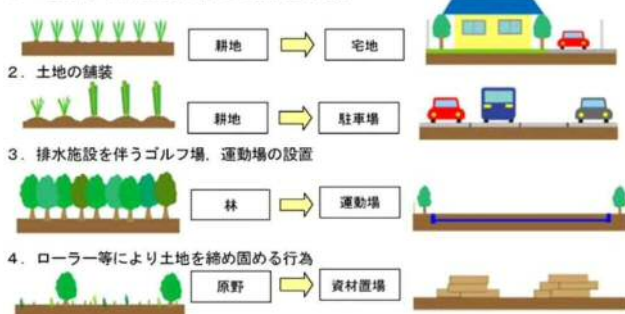 耕地
宅地
2．土地の舗装
耕地
駐車場
3．排水施設を伴うゴルフ場，運動場の設置
林
運動場
4．ローラー等により土地を締め固める行為
原野
資材置場